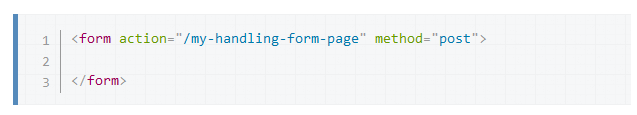 1 <form action="/my-handling-form-page" method="post">
2
3 </form>